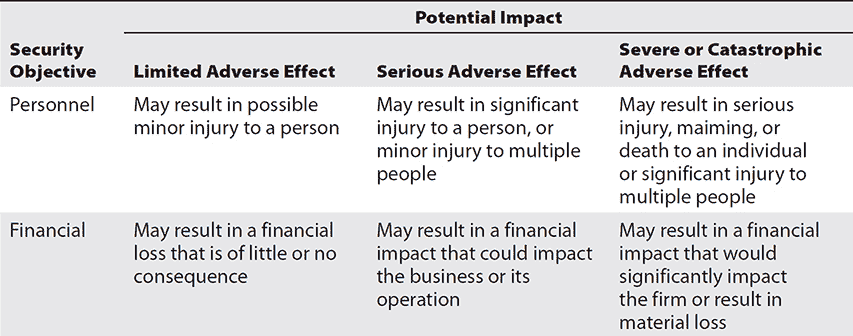 Potential Impact
Security
Objective
Limited Adverse Effect
Serious Adverse Effect
Severe or Catastrophic
Adverse Effect
Personnel
May result in possible
minor injury to a person
May result in significant
injury to a person, or
minor injury to multiple
people
May result in serious
injury, maiming, or
death to an individual
or significant injury to
multiple people
Financial
May result in a financial
loss that is of little or no
consequence
May result in a financial
impact that could impact
the business or its
operation
May result in a financial
impact that would
significantly impact
the firm or result in
material loss